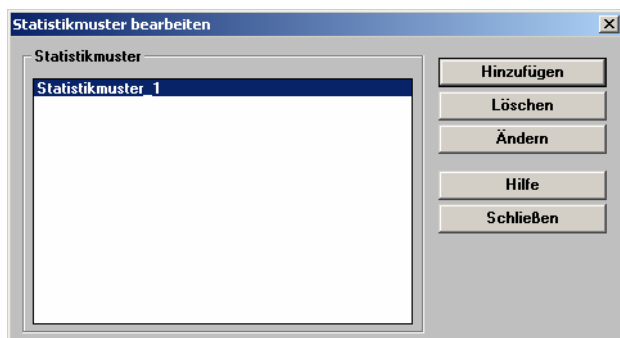 Statistikmuster bearbeiten
Statistikmuster
Statistikmuster_1
Hinzufügen
Löschen
Ändern
Hilfe
Schließen